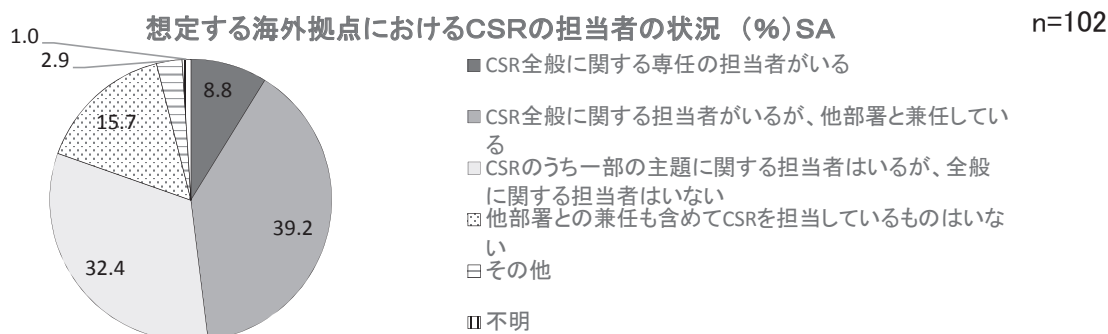 想定する海外拠点におけるCSRの担当者の状況 (%)SA
n=102
1.0
2.9
8.8
15.7
39.2
32.4
CSR全般に関する専任の担当者がいる
CSR全般に関する担当者がいるが、他部署と兼任してい
る
CSRのうち一部の主題に関する担当者はいるが、全般
に関する担当者はいない
他部署との兼任も含めてCSRを担当しているものはいな
い
その他
不明